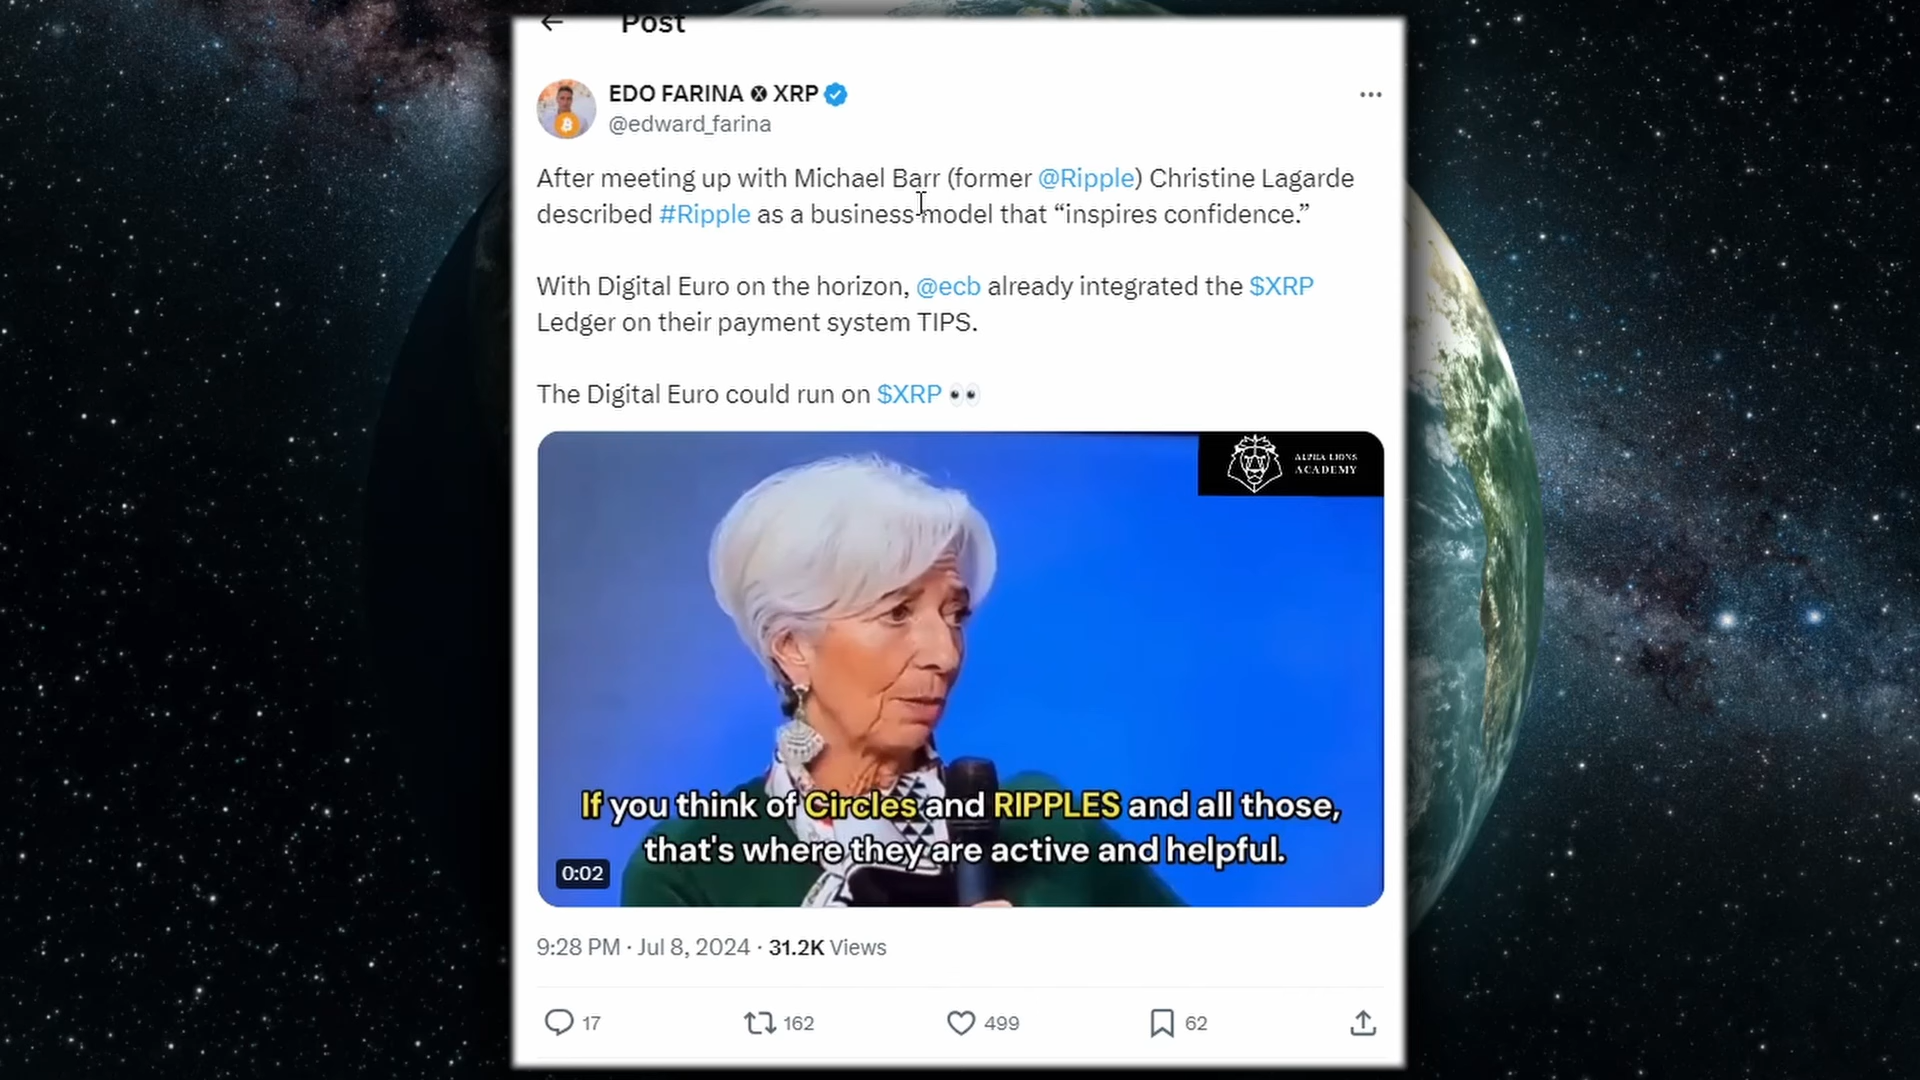 Post
EDO FARINA XRP
@edward_farina
After meeting up with Michael Barr (former @Ripple) Christine Lagarde
described #Ripple as a business model that “inspires confidence.”
With Digital Euro on the horizon, @ecb already integrated the $XRP
Ledger on their payment system TIPS.
The Digital Euro could run on $XRP 👀
ALPHA LIONS
ACADEMY
If you think of Circles and RIPPLES and all those,
that's where they are active and helpful.
0:02
9:28 PM · Jul 8, 2024 · 31.2K Views
17 162 499 62